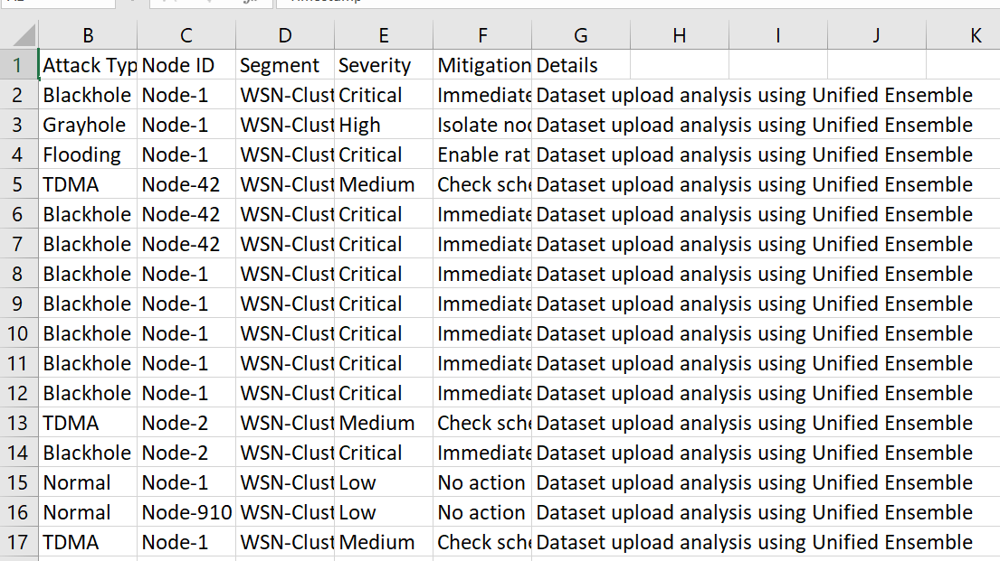 B C D E F G H I J K
1 Attack Typ Node ID Segment Severity Mitigation Details
2 Blackhole Node-1 WSN-Clust Critical Immediate Dataset upload analysis using Unified Ensemble
3 Grayhole Node-1 WSN-Clust High Isolate noc Dataset upload analysis using Unified Ensemble
4 Flooding Node-1 WSN-Clust Critical Enable rat Dataset upload analysis using Unified Ensemble
5 TDMA Node-42 WSN-Clust Medium Check sche Dataset upload analysis using Unified Ensemble
6 Blackhole Node-42 WSN-Clust Critical Immediate Dataset upload analysis using Unified Ensemble
7 Blackhole Node-42 WSN-Clust Critical Immediate Dataset upload analysis using Unified Ensemble
8 Blackhole Node-1 WSN-Clust Critical Immediate Dataset upload analysis using Unified Ensemble
9 Blackhole Node-1 WSN-Clust Critical Immediate Dataset upload analysis using Unified Ensemble
10 Blackhole Node-1 WSN-Clust Critical Immediate Dataset upload analysis using Unified Ensemble
11 Blackhole Node-1 WSN-Clust Critical Immediate Dataset upload analysis using Unified Ensemble
12 Blackhole Node-1 WSN-Clust Critical Immediate Dataset upload analysis using Unified Ensemble
13 TDMA Node-2 WSN-Clust Medium Check sche Dataset upload analysis using Unified Ensemble
14 Blackhole Node-2 WSN-Clust Critical Immediate Dataset upload analysis using Unified Ensemble
15 Normal Node-1 WSN-Clust Low No action Dataset upload analysis using Unified Ensemble
16 Normal Node-910 WSN-Clust Low No action Dataset upload analysis using Unified Ensemble
17 TDMA Node-1 WSN-Clust Medium Check sche Dataset upload analysis using Unified Ensemble